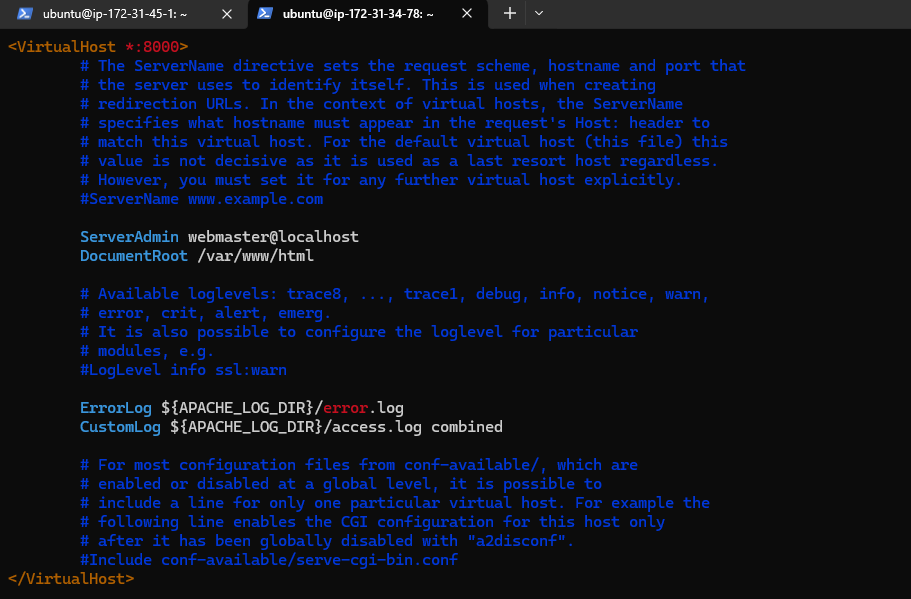 ubuntu@ip-172-31-45-1: ~
ubuntu@ip-172-31-34-78: ~
<VirtualHost *:8000>
# The ServerName directive sets the request scheme, hostname and port that
# the server uses to identify itself. This is used when creating
# redirection URLs. In the context of virtual hosts, the ServerName
# specifies what hostname must appear in the request's Host: header to
# match this virtual host. For the default virtual host (this file) this
# value is not decisive as it is used as a last resort host regardless.
# However, you must set it for any further virtual host explicitly.
#ServerName www.example.com
ServerAdmin webmaster@localhost
DocumentRoot /var/www/html
# Available loglevels: trace8, ..., trace1, debug, info, notice, warn,
# error, crit, alert, emerg.
# It is also possible to configure the loglevel for particular
# modules, e.g.
#LogLevel info ssl:warn
ErrorLog ${APACHE_LOG_DIR}/error.log
CustomLog ${APACHE_LOG_DIR}/access.log combined
# For most configuration files from conf-available/, which are
# enabled or disabled at a global level, it is possible to
# include a line for only one particular virtual host. For example the
# following line enables the CGI configuration for this host only
# after it has been globally disabled with "a2disconf".
#Include conf-available/serve-cgi-bin.conf
</VirtualHost>